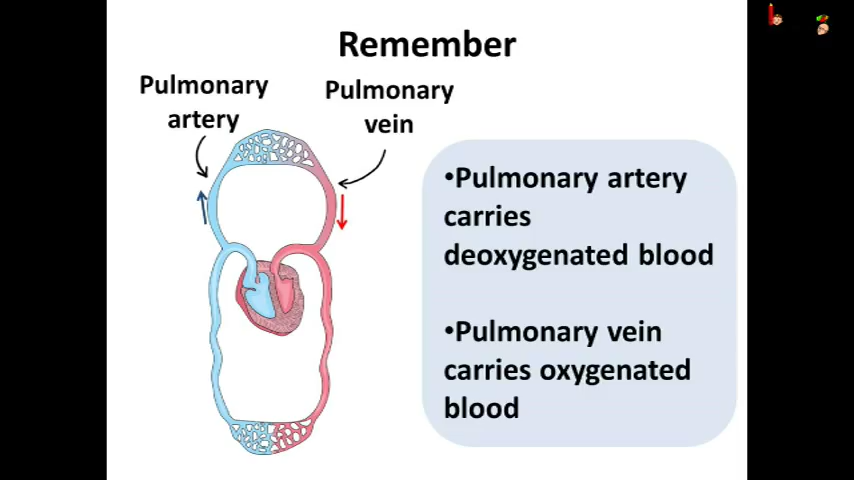 Remember
Pulmonary
artery
Pulmonary
vein
•Pulmonary artery
carries
deoxygenated blood
•Pulmonary vein
carries oxygenated
blood